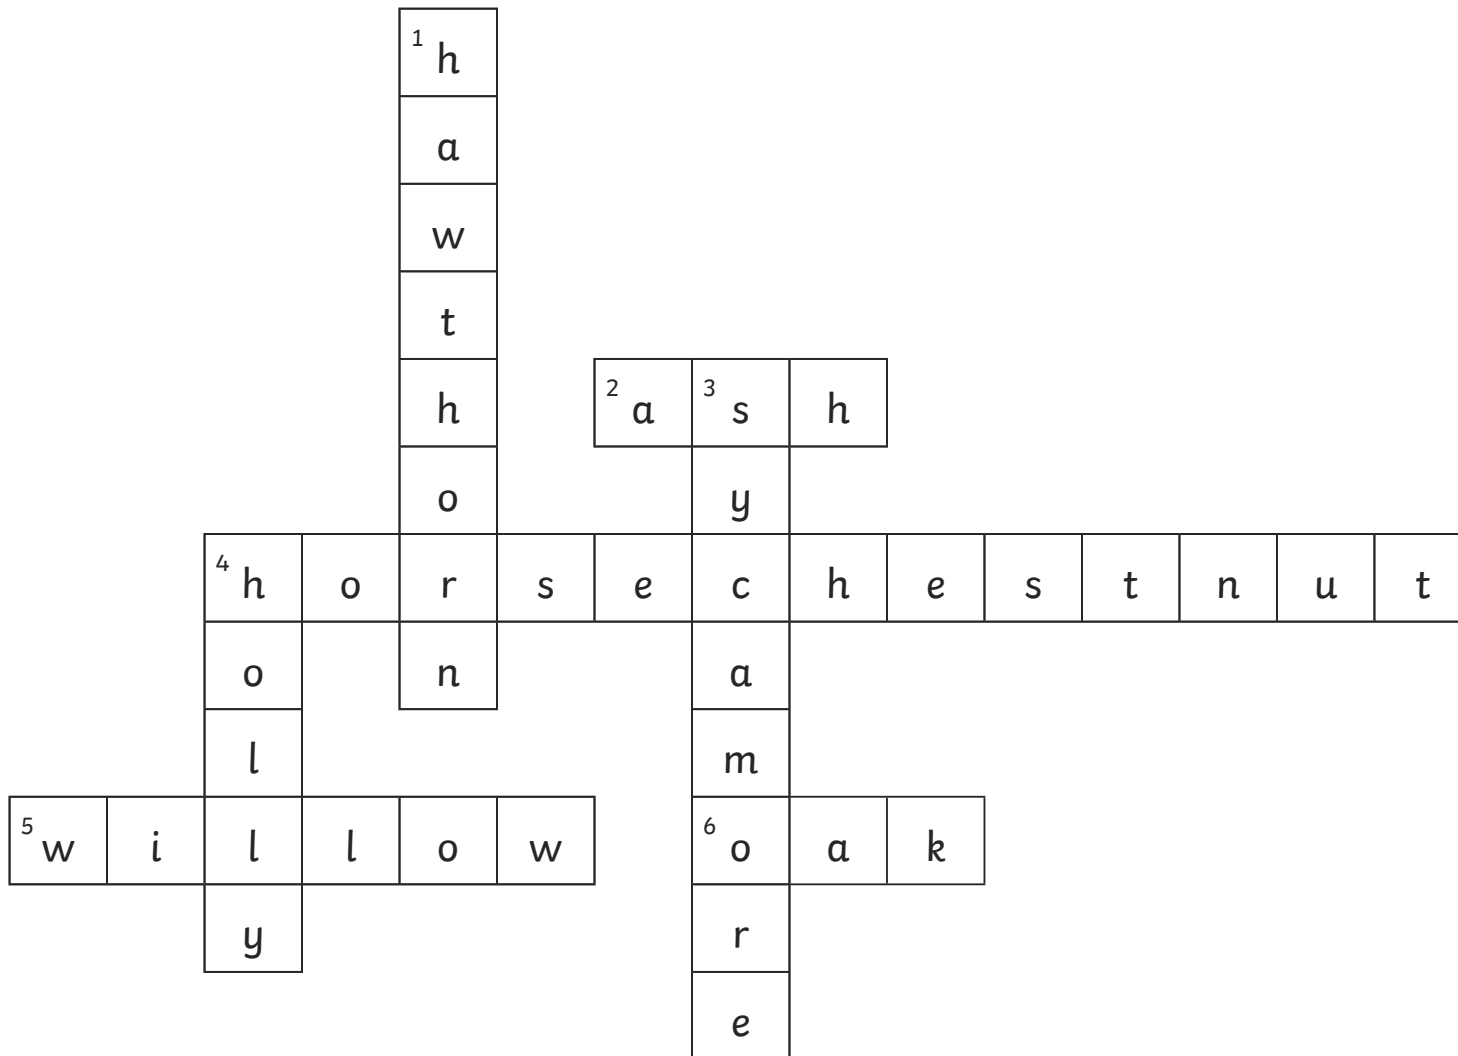 1 h
a
w
t
h 2 a 3 s h
o y
4 h o r s e c h e s t n u t
o n a
l m
5 w i l l o w 6 o a k
y r
e